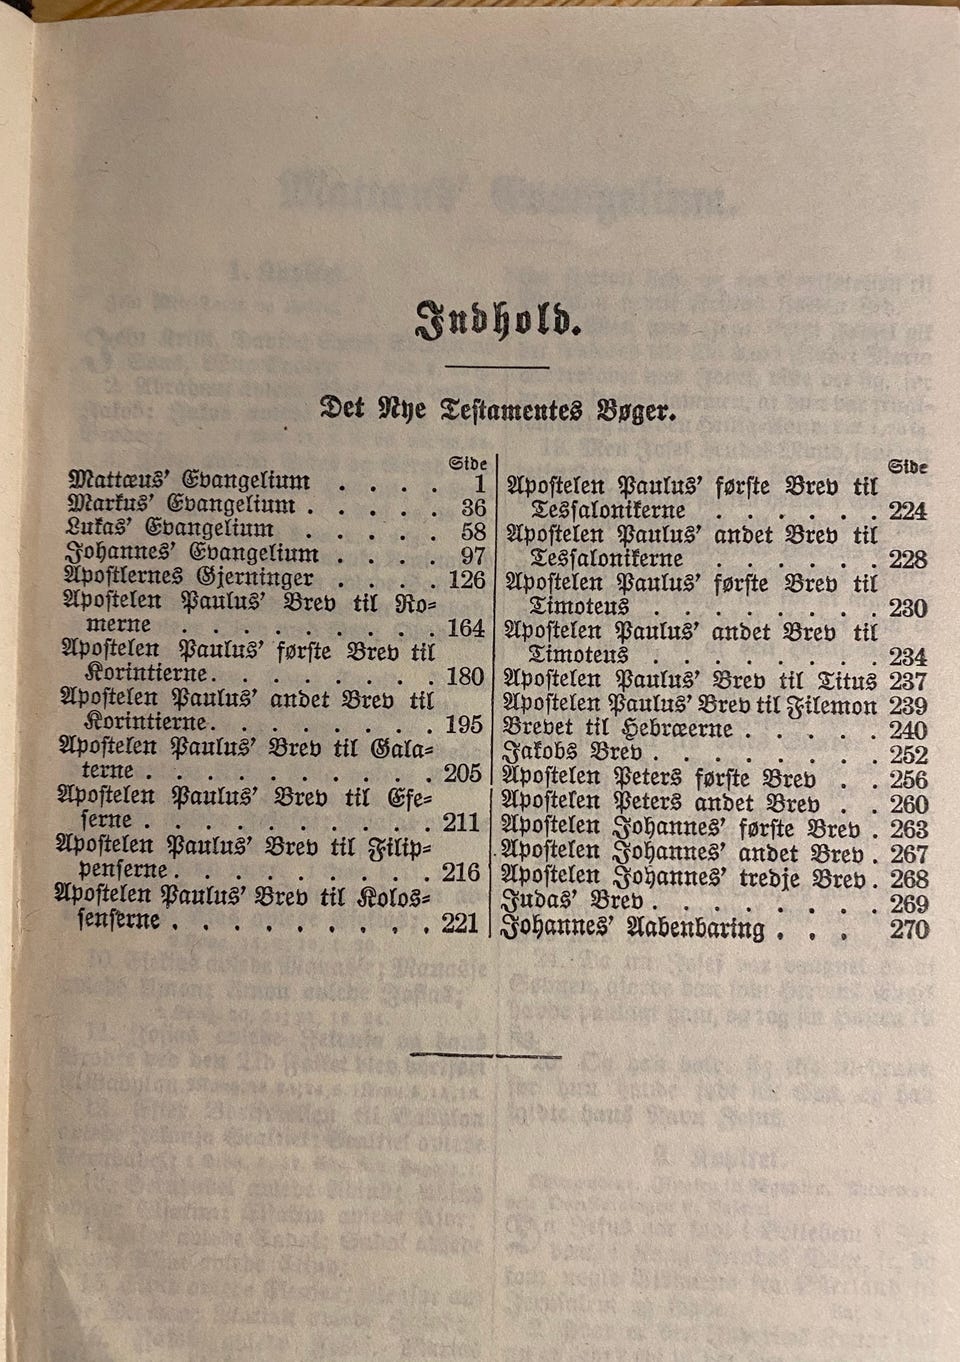 Indhold.
Det Nye Testamentes Bøger.
Side
Mattæus' Evangelium . . . . 1
Markus' Evangelium . . . . . 36
Lukas' Evangelium . . . . . 58
Johannes' Evangelium . . . . 97
Apostlernes Gjerninger . . . . 126
Apostelen Paulus' Brev til Ro-
merne . . . . . . . . . 164
Apostelen Paulus' første Brev til
Korintierne . . . . . . . . 180
Apostelen Paulus' andet Brev til
Korintierne . . . . . . . . 195
Apostelen Paulus' Brev til Gala-
terne . . . . . . . . . . 205
Apostelen Paulus' Brev til Efe-
serne . . . . . . . . . . 211
Apostelen Paulus' Brev til Filip-
penserne . . . . . . . . . 216
Apostelen Paulus' Brev til Kolos-
senserne . . . . . . . . . 221
Side
Apostelen Paulus' første Brev til
Tessalonikerne . . . . . . 224
Apostelen Paulus' andet Brev til
Tessalonikerne . . . . . . 228
Apostelen Paulus' første Brev til
Timoteus . . . . . . . . 230
Apostelen Paulus' andet Brev til
Timoteus . . . . . . . . 234
Apostelen Paulus' Brev til Titus 237
Apostelen Paulus' Brev til Filemon 239
Brevet til Hebræerne . . . . . 240
Jakobs Brev . . . . . . . . 252
Apostelen Peters første Brev . . 256
Apostelen Peters andet Brev . . 260
Apostelen Johannes' første Brev . 263
Apostelen Johannes' andet Brev . 267
Apostelen Johannes' tredje Brev . 268
Judas' Brev . . . . . . . . 269
Johannes' Aabenbaring . . . 270